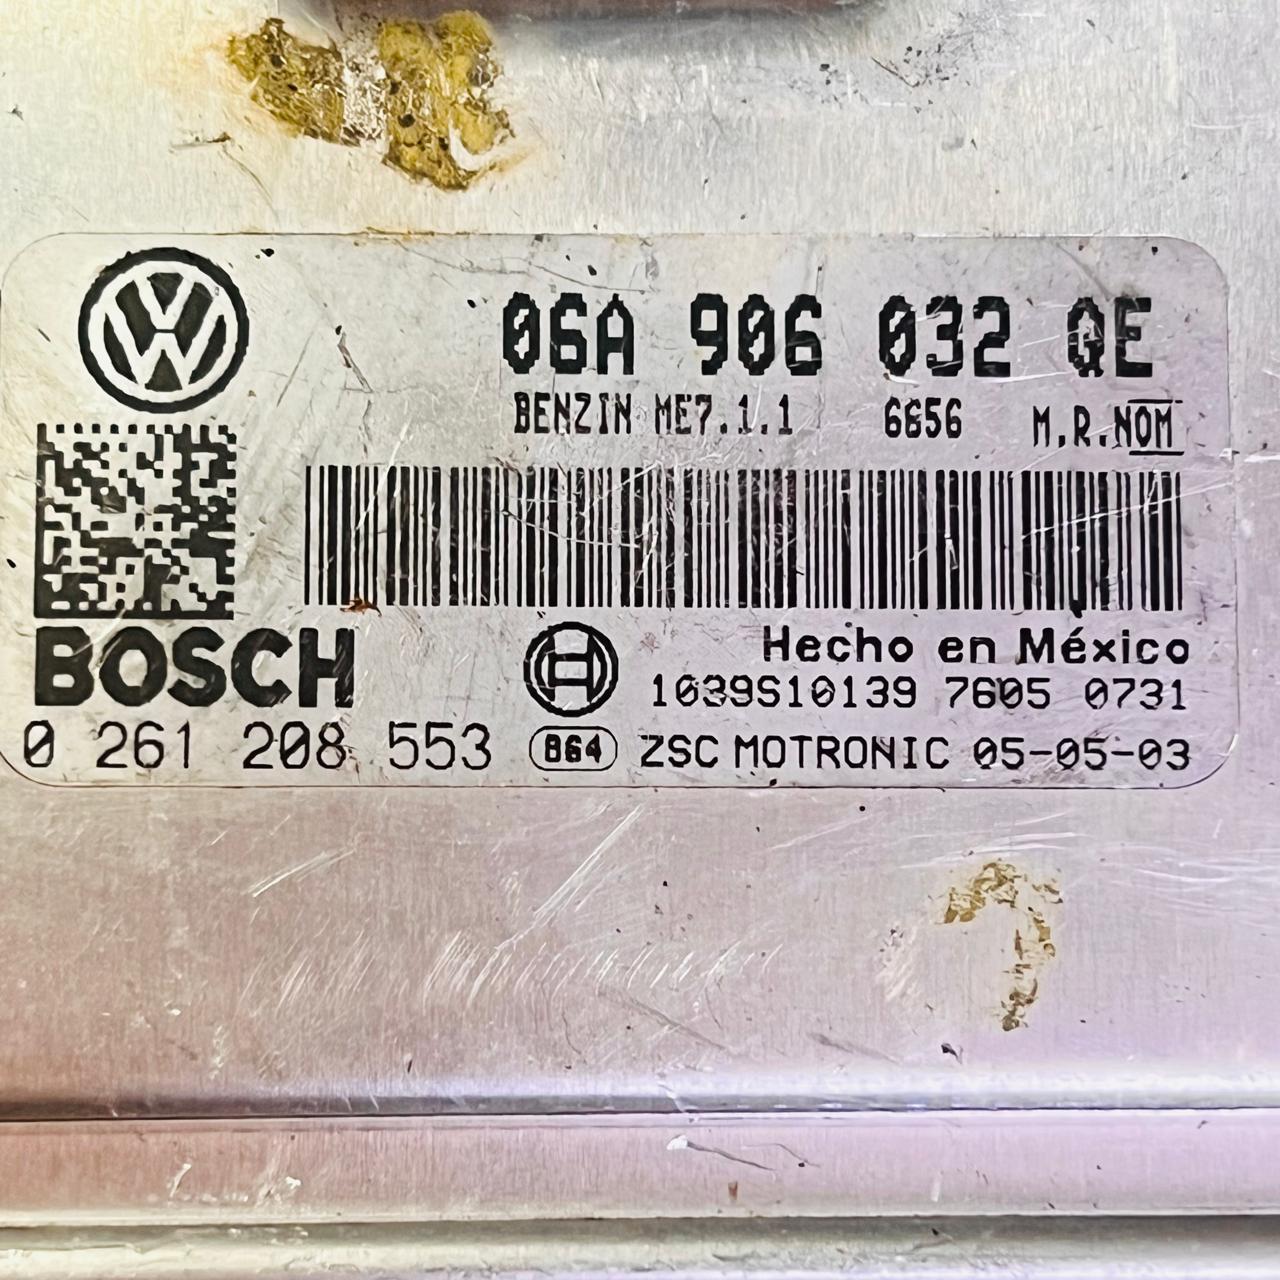 06A 906 032 QE
BENZIN ME7.1.1 6656 M.R.NOM
BOSCH
Hecho en México
1039S10139 7605 0731
0 261 208 553 864 ZSC MOTRONIC 05-05-03